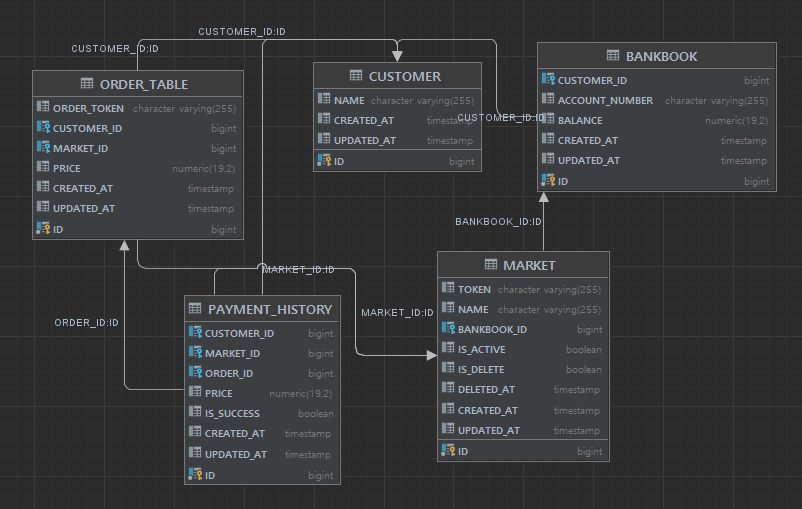 CUSTOMER_ID:ID
CUSTOMER_ID:ID
ORDER_TABLE
ORDER_TOKEN character varying(255)
CUSTOMER_ID bigint
MARKET_ID bigint
PRICE numeric(19,2)
CREATED_AT timestamp
UPDATED_AT timestamp
ID bigint
CUSTOMER
NAME character varying(255)
CREATED_AT timestamp
UPDATED_AT timestamp
ID bigint
CUSTOMER_ID:ID
BANKBOOK
CUSTOMER_ID bigint
ACCOUNT_NUMBER character varying(255)
BALANCE numeric(19,2)
CREATED_AT timestamp
UPDATED_AT timestamp
ID bigint
BANKBOOK_ID:ID
MARKET_ID:ID
MARKET_ID:ID
ORDER_ID:ID
PAYMENT_HISTORY
CUSTOMER_ID bigint
MARKET_ID bigint
ORDER_ID bigint
PRICE numeric(19,2)
IS_SUCCESS boolean
CREATED_AT timestamp
UPDATED_AT timestamp
ID bigint
MARKET
TOKEN character varying(255)
NAME character varying(255)
BANKBOOK_ID bigint
IS_ACTIVE boolean
IS_DELETE boolean
DELETED_AT timestamp
CREATED_AT timestamp
UPDATED_AT timestamp
ID bigint